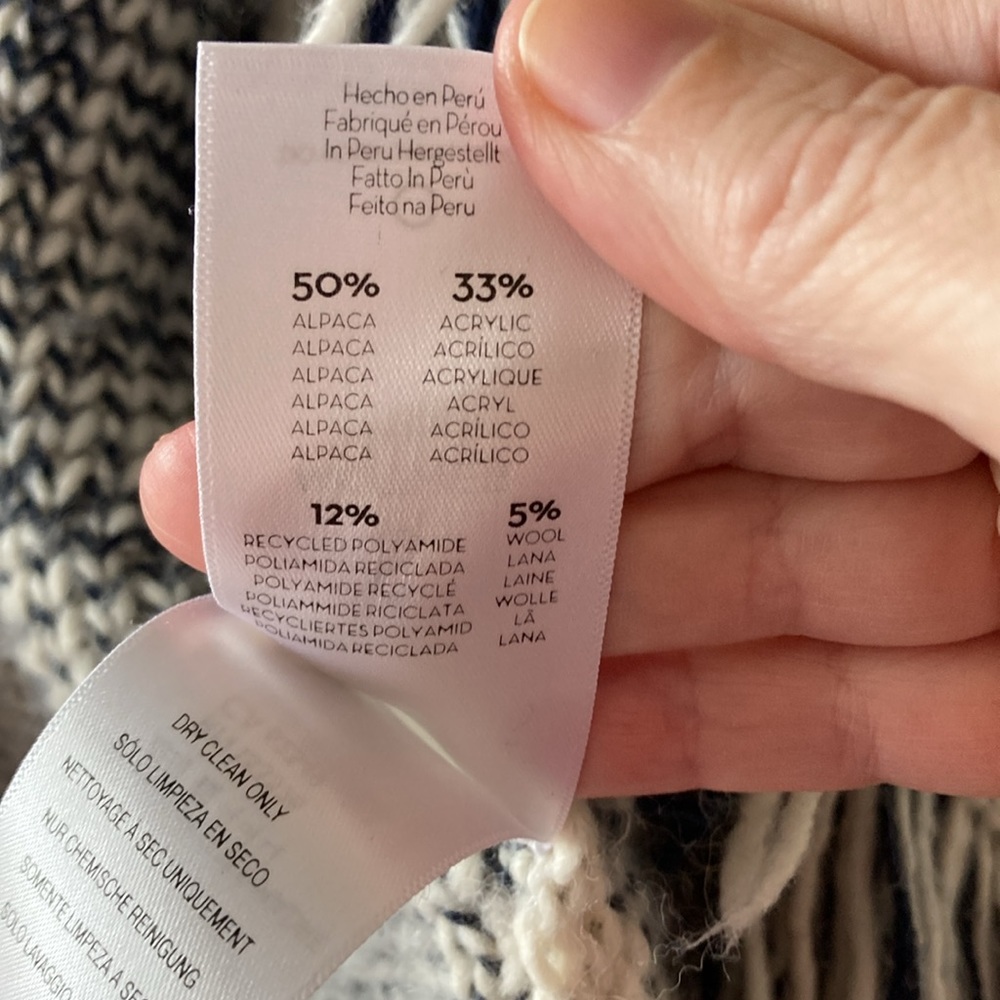 Hecho en Perú
Fabriqué en Pérou
In Peru Hergestellt
Fatto In Perù
Feito na Peru
50%
ALPACA
ALPACA
ALPACA
ALPACA
ALPACA
ALPACA
33%
ACRYLIC
ACRÍLICO
ACRYLIQUE
ACRYL
ACRÍLICO
ACRÍLICO
12%
RECYCLED POLYAMIDE
POLIAMIDA RECICLADA
POLYAMIDE RECYCLÉ
POLIAMMIDE RICICLATA
RECYCLIERTES POLYAMID
POLIAMIDA RECICLADA
5%
WOOL
LANA
LAINE
WOLLE
LÃ
LANA
DRY CLEAN ONLY
SÓLO LIMPIEZA EN SECO
NETTOYAGE À SEC UNIQUEMENT
NUR CHEMISCHE REINIGUNG
SOMENTE LIMPEZA A SE
SOLO LAVAGGIO